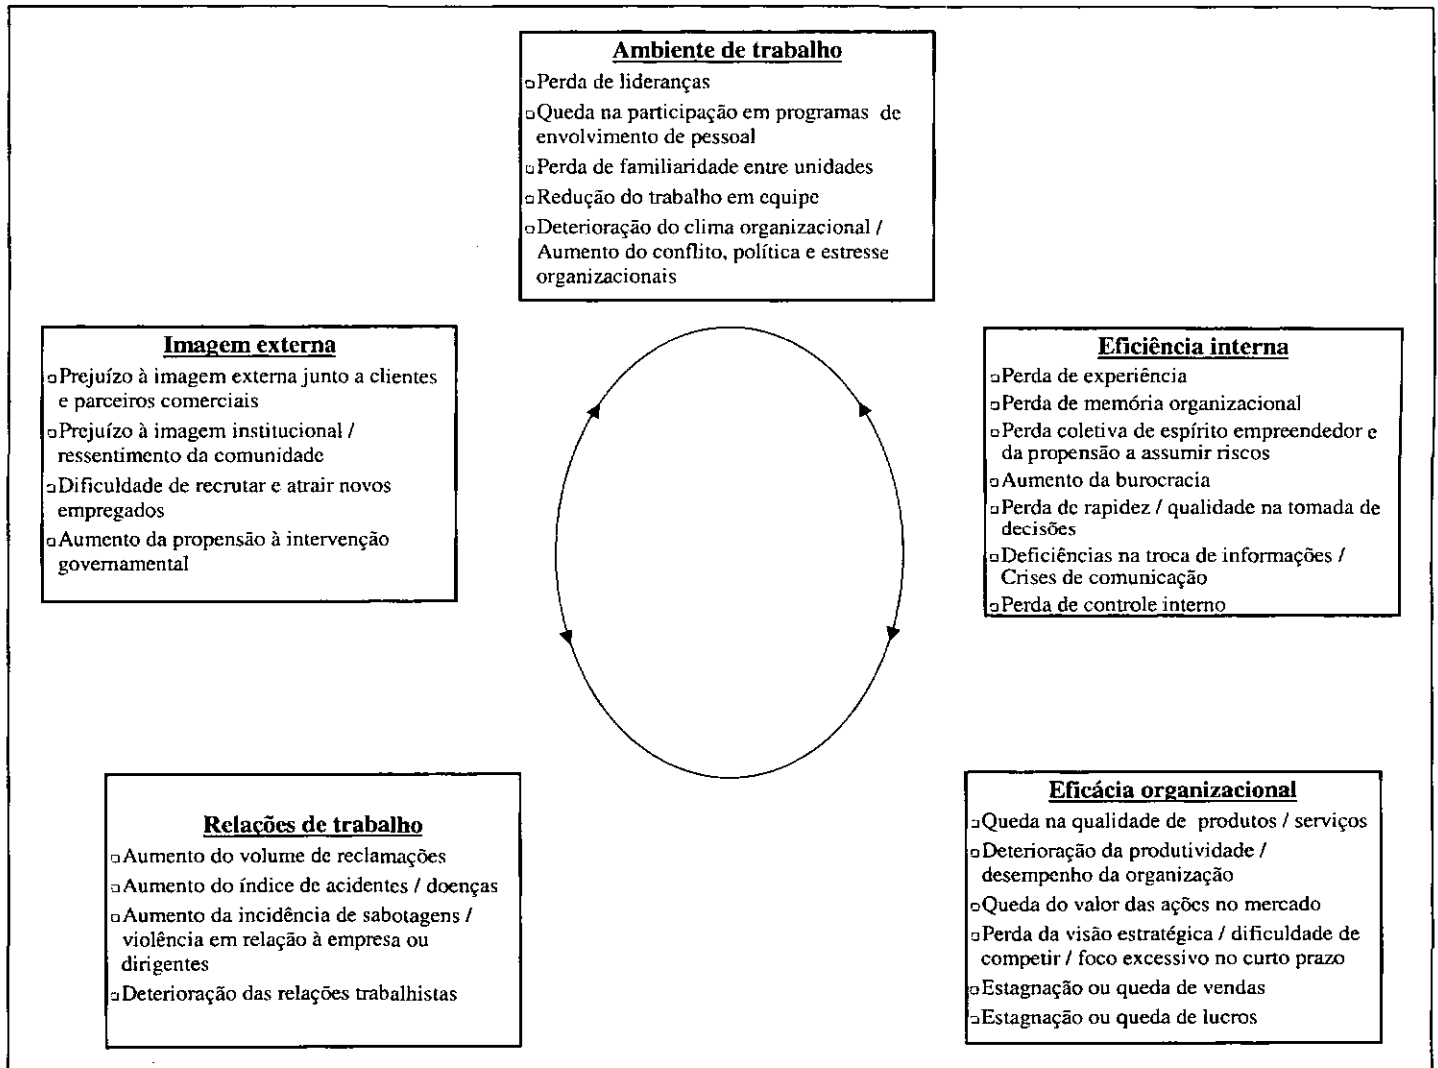 Ambiente de trabalho
▫Perda de lideranças
▫Queda na participação em programas de
envolvimento de pessoal
▫Perda de familiaridade entre unidades
▫Redução do trabalho em equipe
▫Deterioração do clima organizacional /
Aumento do conflito, política e estresse
organizacionais
Imagem externa
▫Prejuízo à imagem externa junto a clientes
e parceiros comerciais
▫Prejuízo à imagem institucional /
ressentimento da comunidade
▫Dificuldade de recrutar e atrair novos
empregados
▫Aumento da propensão à intervenção
governamental
Eficiência interna
▫Perda de experiência
▫Perda de memória organizacional
▫Perda coletiva de espírito empreendedor e
da propensão a assumir riscos
▫Aumento da burocracia
▫Perda de rapidez / qualidade na tomada de
decisões
▫Deficiências na troca de informações /
Crises de comunicação
▫Perda de controle interno
Relações de trabalho
▫Aumento do volume de reclamações
▫Aumento do índice de acidentes / doenças
▫Aumento da incidência de sabotagens /
violência em relação à empresa ou
dirigentes
▫Deterioração das relações trabalhistas
Eficácia organizacional
▫Queda na qualidade de produtos / serviços
▫Deterioração da produtividade /
desempenho da organização
▫Queda do valor das ações no mercado
▫Perda da visão estratégica / dificuldade de
competir / foco excessivo no curto prazo
▫Estagnação ou queda de vendas
▫Estagnação ou queda de lucros